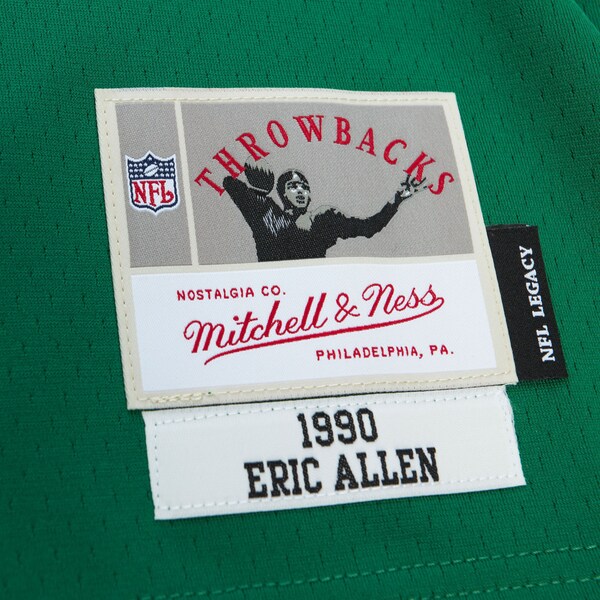 THROWBACKS
NFL
NOSTALGIA CO.
Mitchell & Ness
PHILADELPHIA, PA.
NFL LEGACY
1990
ERIC ALLEN